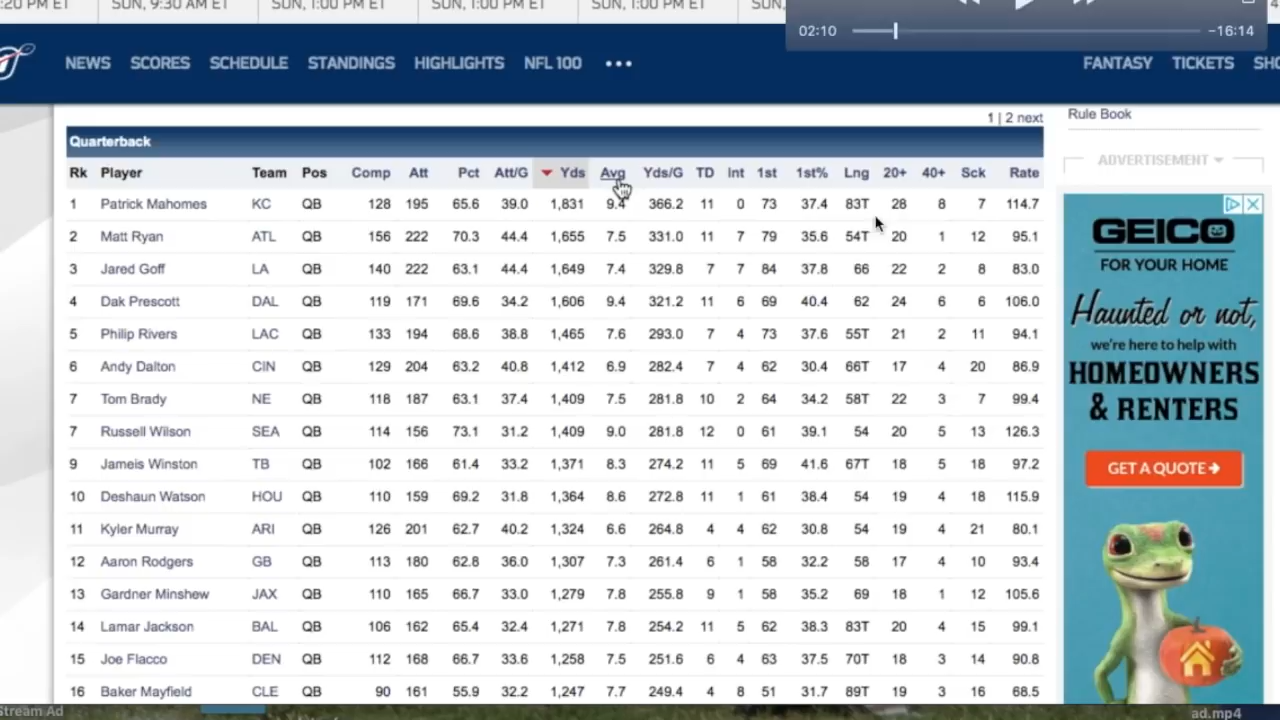 :20 PM ET SUN, 9:30 AM ET SUN, 1:00 PM ET SUN, 1:00 PM ET SUN, 1:00 PM ET SUN,
02:10 −16:14
NEWS SCORES SCHEDULE STANDINGS HIGHLIGHTS NFL 100 ••• FANTASY TICKETS SHO
1 | 2 next
Rule Book
Quarterback
ADVERTISEMENT
Rk Player Team Pos Comp Att Pct Att/G Yds Avg Yds/G TD Int 1st 1st% Lng 20+ 40+ Sck Rate
1 Patrick Mahomes KC QB 128 195 65.6 39.0 1,831 9.4 366.2 11 0 73 37.4 83T 28 8 7 114.7
2 Matt Ryan ATL QB 156 222 70.3 44.4 1,655 7.5 331.0 11 7 79 35.6 54T 20 1 12 95.1
3 Jared Goff LA QB 140 222 63.1 44.4 1,649 7.4 329.8 7 7 84 37.8 66 22 2 8 83.0
4 Dak Prescott DAL QB 119 171 69.6 34.2 1,606 9.4 321.2 11 6 69 40.4 62 24 6 6 106.0
5 Philip Rivers LAC QB 133 194 68.6 38.8 1,465 7.6 293.0 7 4 73 37.6 55T 21 2 11 94.1
6 Andy Dalton CIN QB 129 204 63.2 40.8 1,412 6.9 282.4 7 4 62 30.4 66T 17 4 20 86.9
7 Tom Brady NE QB 118 187 63.1 37.4 1,409 7.5 281.8 10 2 64 34.2 58T 22 3 7 99.4
7 Russell Wilson SEA QB 114 156 73.1 31.2 1,409 9.0 281.8 12 0 61 39.1 54 20 5 13 126.3
9 Jameis Winston TB QB 102 166 61.4 33.2 1,371 8.3 274.2 11 5 69 41.6 67T 18 5 18 97.2
10 Deshaun Watson HOU QB 110 159 69.2 31.8 1,364 8.6 272.8 11 1 61 38.4 54 19 4 18 115.9
11 Kyler Murray ARI QB 126 201 62.7 40.2 1,324 6.6 264.8 4 4 62 30.8 54 19 4 21 80.1
12 Aaron Rodgers GB QB 113 180 62.8 36.0 1,307 7.3 261.4 6 1 58 32.2 58 17 4 10 93.4
13 Gardner Minshew JAX QB 110 165 66.7 33.0 1,279 7.8 255.8 9 1 58 35.2 69 18 1 12 105.6
14 Lamar Jackson BAL QB 106 162 65.4 32.4 1,271 7.8 254.2 11 5 62 38.3 83T 20 4 15 99.1
15 Joe Flacco DEN QB 112 168 66.7 33.6 1,258 7.5 251.6 6 4 63 37.5 70T 18 3 14 90.8
16 Baker Mayfield CLE QB 90 161 55.9 32.2 1,247 7.7 249.4 4 8 51 31.7 89T 19 3 16 68.5
GEICO
FOR YOUR HOME
Haunted or not,
we're here to help with
HOMEOWNERS
& RENTERS
GET A QUOTE
Stream Ad
ad.mp4